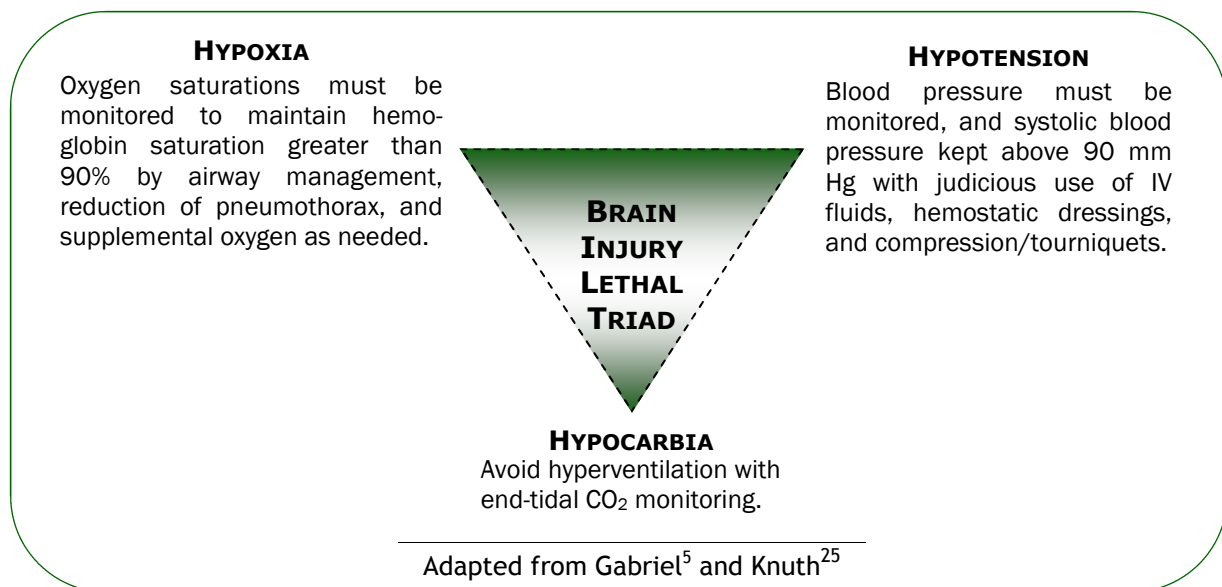 HYPOXIA
Oxygen saturations must be
monitored to maintain hemo-
globin saturation greater than
90% by airway management,
reduction of pneumothorax, and
supplemental oxygen as needed.
HYPOTENSION
Blood pressure must be
monitored, and systolic blood
pressure kept above 90 mm
Hg with judicious use of IV
fluids, hemostatic dressings,
and compression/tourniquets.
BRAIN
INJURY
LETHAL
TRIAD
HYPOCARBIA
Avoid hyperventilation with
end-tidal CO₂ monitoring.
Adapted from Gabriel⁵ and Knuth²⁵